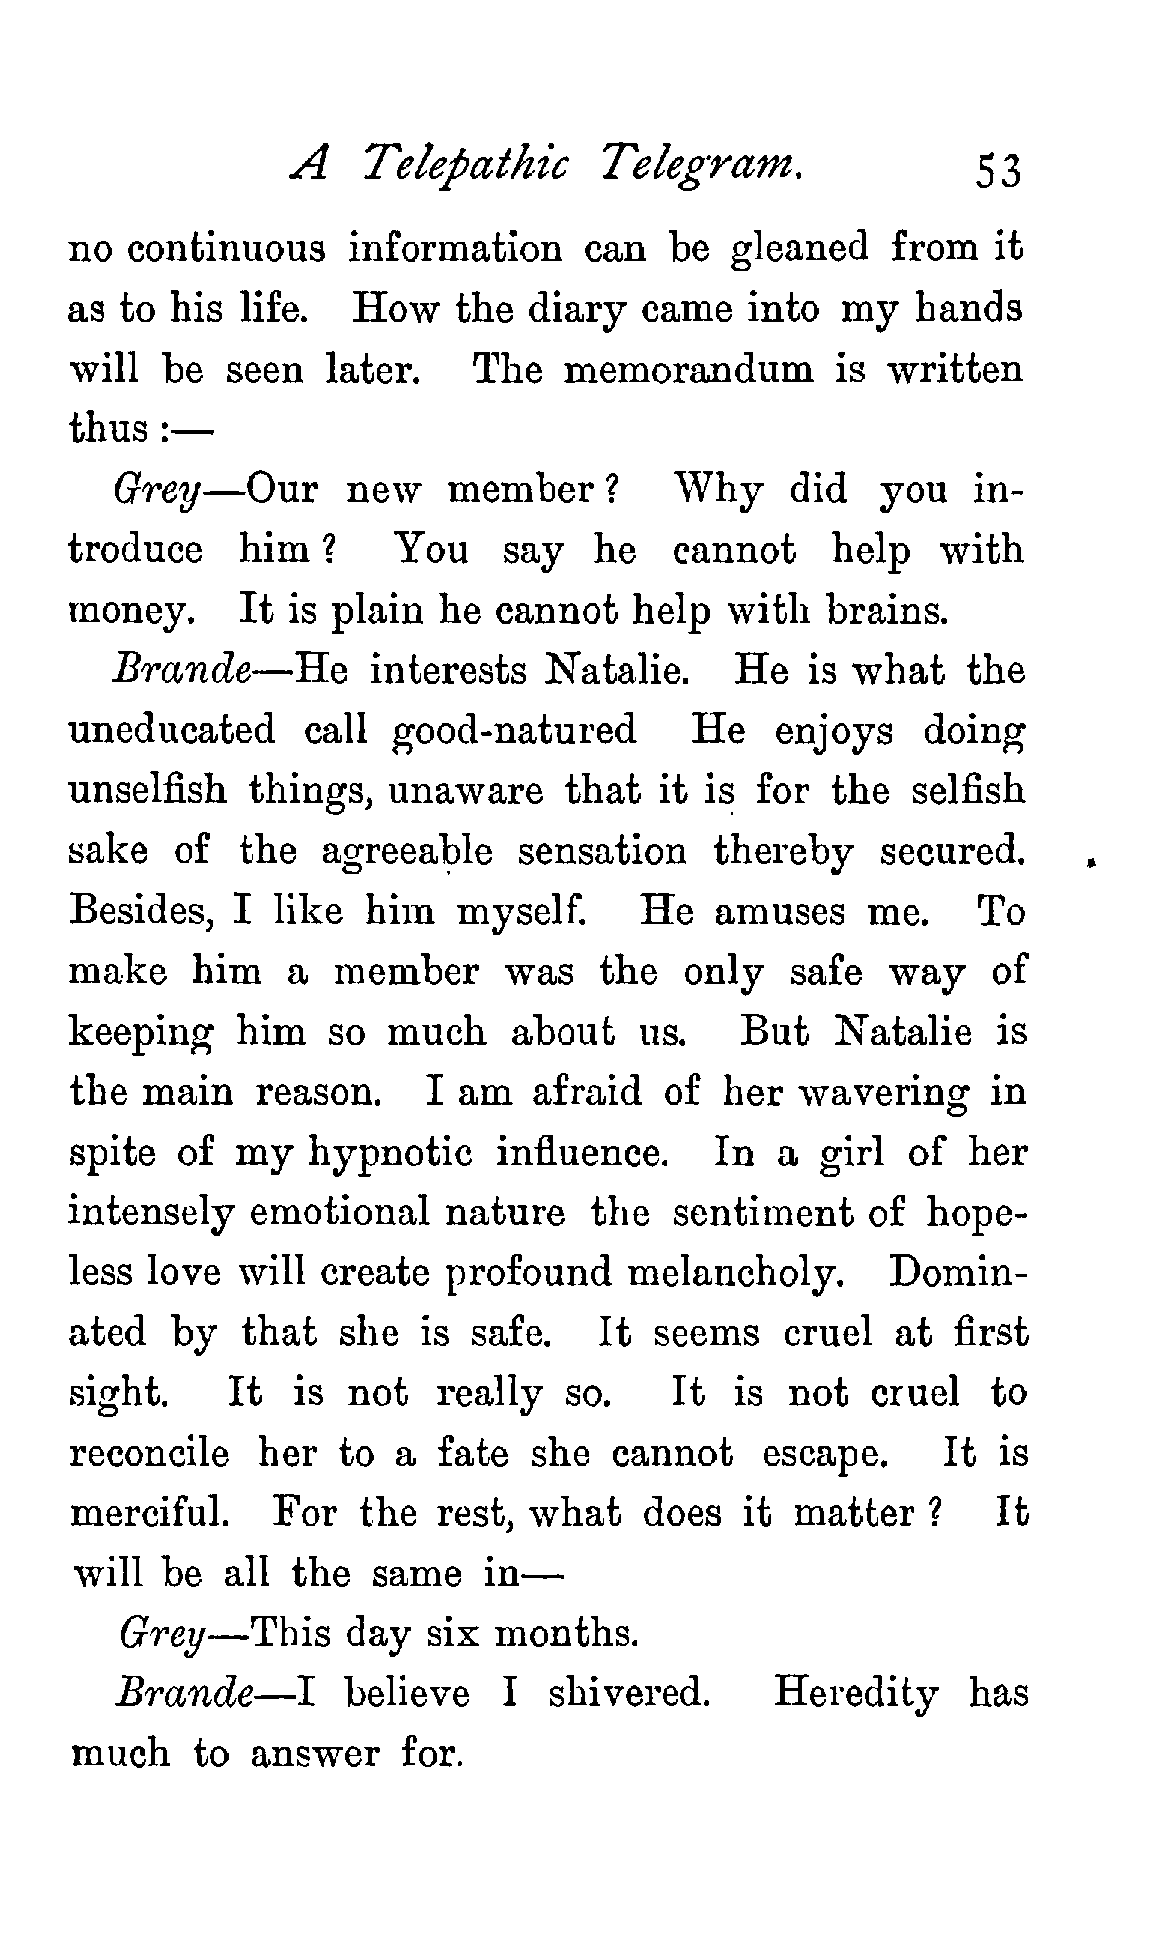 A Telepathic Telegram. 53
no continuous information can be gleaned from it
as to his life. How the diary came into my hands
will be seen later. The memorandum is written
thus :—
Grey—Our new member ? Why did you in-
troduce him ? You say he cannot help with
money. It is plain he cannot help with brains.
Brande—He interests Natalie. He is what the
uneducated call good-natured He enjoys doing
unselfish things, unaware that it is for the selfish
sake of the agreeable sensation thereby secured.
Besides, I like him myself. He amuses me. To
make him a member was the only safe way of
keeping him so much about us. But Natalie is
the main reason. I am afraid of her wavering in
spite of my hypnotic influence. In a girl of her
intensely emotional nature the sentiment of hope-
less love will create profound melancholy. Domin-
ated by that she is safe. It seems cruel at first
sight. It is not really so. It is not cruel to
reconcile her to a fate she cannot escape. It is
merciful. For the rest, what does it matter ? It
will be all the same in—
Grey—This day six months.
Brande—I believe I shivered. Heredity has
much to answer for.